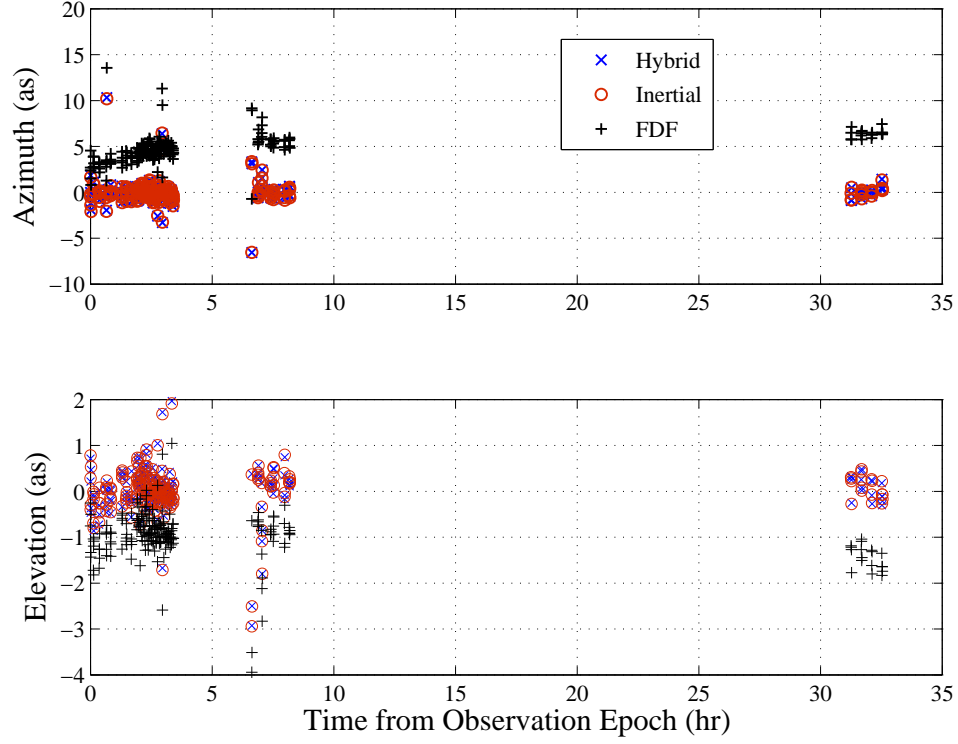 20
15
10
5
0
−5
−10
Azimuth (as)
Hybrid
Inertial
FDF
0 5 10 15 20 25 30 35
2
1
0
−1
−2
−3
−4
Elevation (as)
0 5 10 15 20 25 30 35
Time from Observation Epoch (hr)